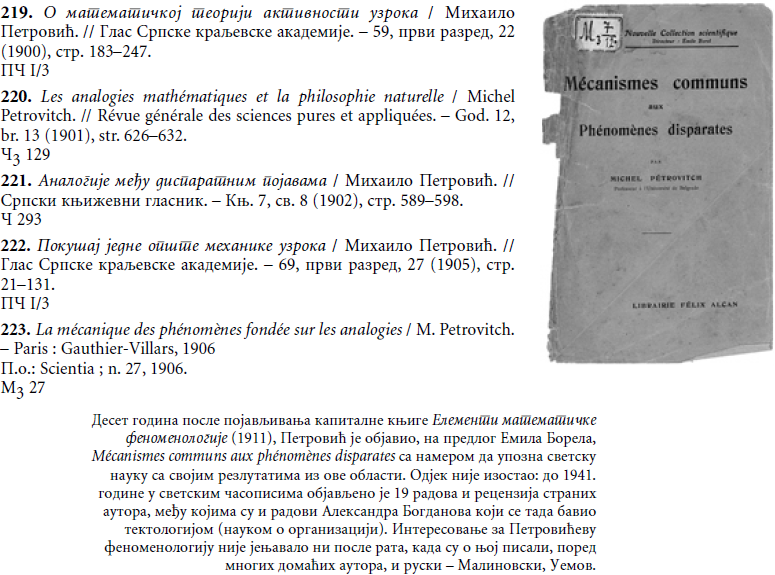 219. О математичкој теорији активности узрока / Михаило
Петровић. // Глас Српске краљевске академије. – 59, први разред, 22
(1900), стр. 183–247.
ПЧ I/3
220. Les analogies mathématiques et la philosophie naturelle / Michel
Petrovitch. // Révue générale des sciences pures et appliquées. – God. 12,
br. 13 (1901), str. 626–632.
Ч3 129
221. Аналогије међу диспаратним појавама / Михаило Петровић. //
Српски књижевни гласник. – Књ. 7, св. 8 (1902), стр. 589–598.
Ч 293
222. Покушај једне опште механике узрока / Михаило Петровић. //
Глас Српске краљевске академије. – 69, први разред, 27 (1905), стр.
21–131.
ПЧ I/3
223. La mécanique des phénomènes fondée sur les analogies / M. Petrovitch.
– Paris : Gauthier-Villars, 1906
П.о.: Scientia ; n. 27, 1906.
М3 27
M3 7
Nouvelle Collection scientifique
Directeur : Émile Borel
Mécanismes communs
aux
Phénomènes disparates
PAR
MICHEL PÉTROVITCH
Professeur à l'Université de Belgrade
LIBRAIRIE FÉLIX ALCAN
Десет година после појављивања капиталне књиге Елементи математичке
феноменологије (1911), Петровић је објавио, на предлог Емила Борела,
Mécanismes communs aux phénomènes disparates са намером да упозна светску
науку са својим резлутатима из ове области. Одјек није изостао: до 1941.
године у светским часописима објављено је 19 радова и рецензија страних
аутора, међу којима су и радови Александра Богданова који се тада бавио
тектологијом (науком о организацији). Интересовање за Петровићеву
феноменологију није јењавало ни после рата, када су о њој писали, поред
многих домаћих аутора, и руски – Малиновски, Уемов.